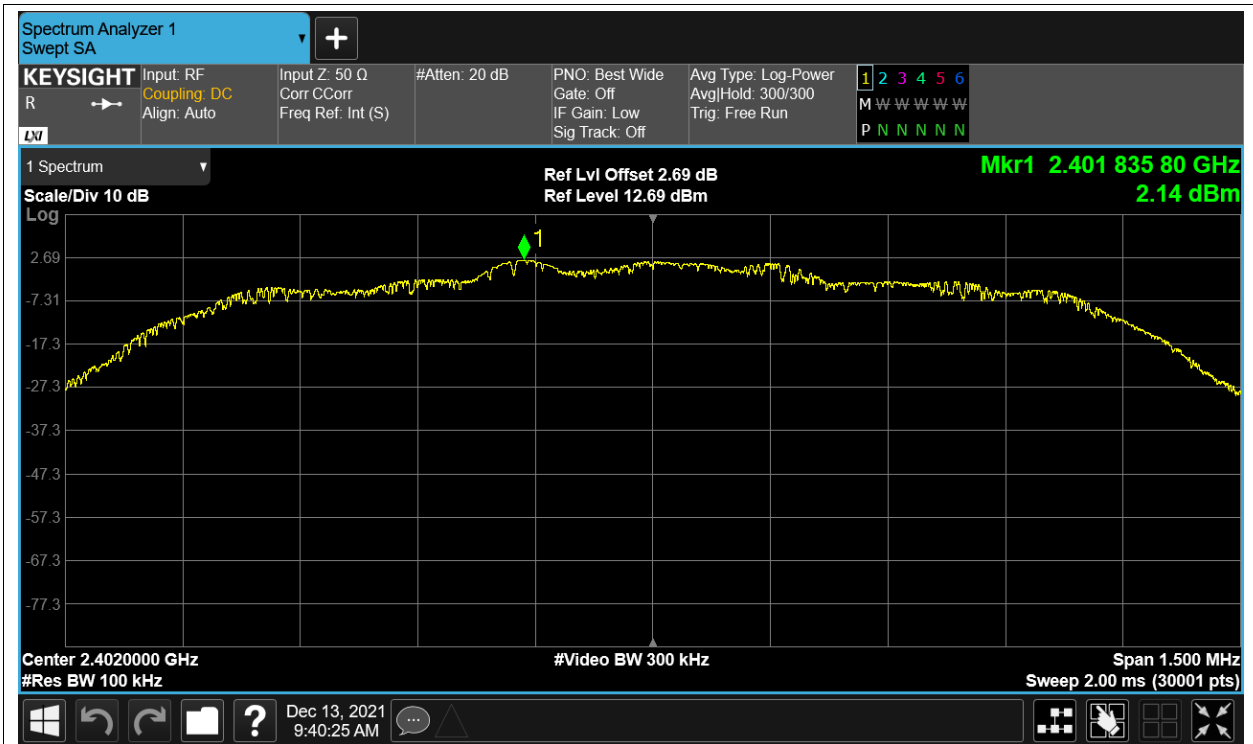 Spectrum Analyzer 1
Swept SA
▼
+
KEYSIGHT Input: RF Input Z: 50 Ω #Atten: 20 dB PNO: Best Wide Avg Type: Log-Power 1 2 3 4 5 6
R Coupling: DC Corr CCorr Gate: Off Avg|Hold: 300/300 M W W W W W
Align: Auto Freq Ref: Int (S) IF Gain: Low Trig: Free Run
LXI Sig Track: Off P N N N N N
1 Spectrum ▼ Ref Lvl Offset 2.69 dB Mkr1 2.401 835 80 GHz
Scale/Div 10 dB Ref Level 12.69 dBm 2.14 dBm
Log
1
2.69
-7.31
-17.3
-27.3
-37.3
-47.3
-57.3
-67.3
-77.3
Center 2.4020000 GHz #Video BW 300 kHz Span 1.500 MHz
#Res BW 100 kHz Sweep 2.00 ms (30001 pts)
? Dec 13, 2021
9:40:25 AM